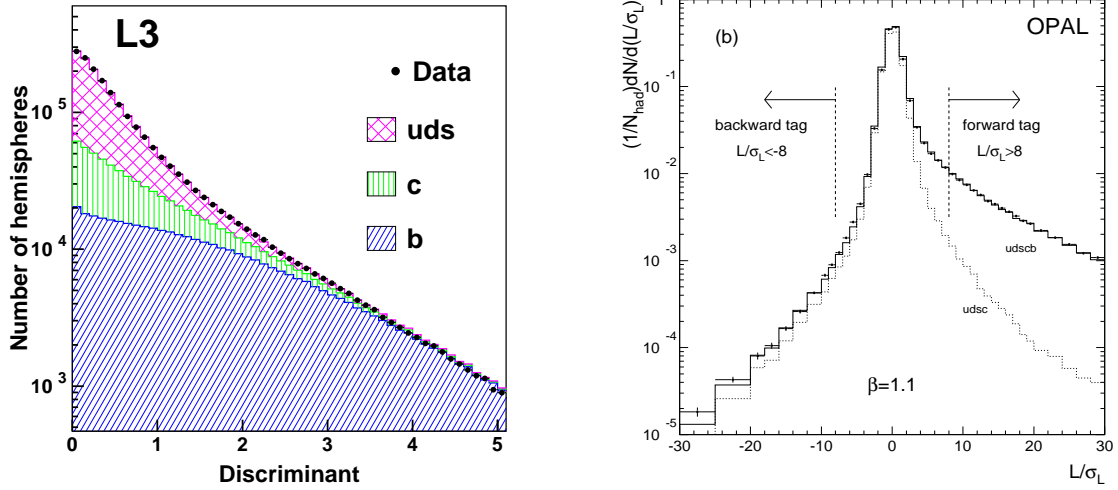 L3
Data
uds
c
b
Number of hemispheres
10^5
10^4
10^3
0 1 2 3 4 5
Discriminant
(b)
OPAL
(1/N_had)dN/d(L/σ_L)
1
10^-1
10^-2
10^-3
10^-4
10^-5
backward tag
L/σ_L<-8
forward tag
L/σ_L>8
udscb
udsc
β=1.1
-30 -20 -10 0 10 20 30
L/σ_L